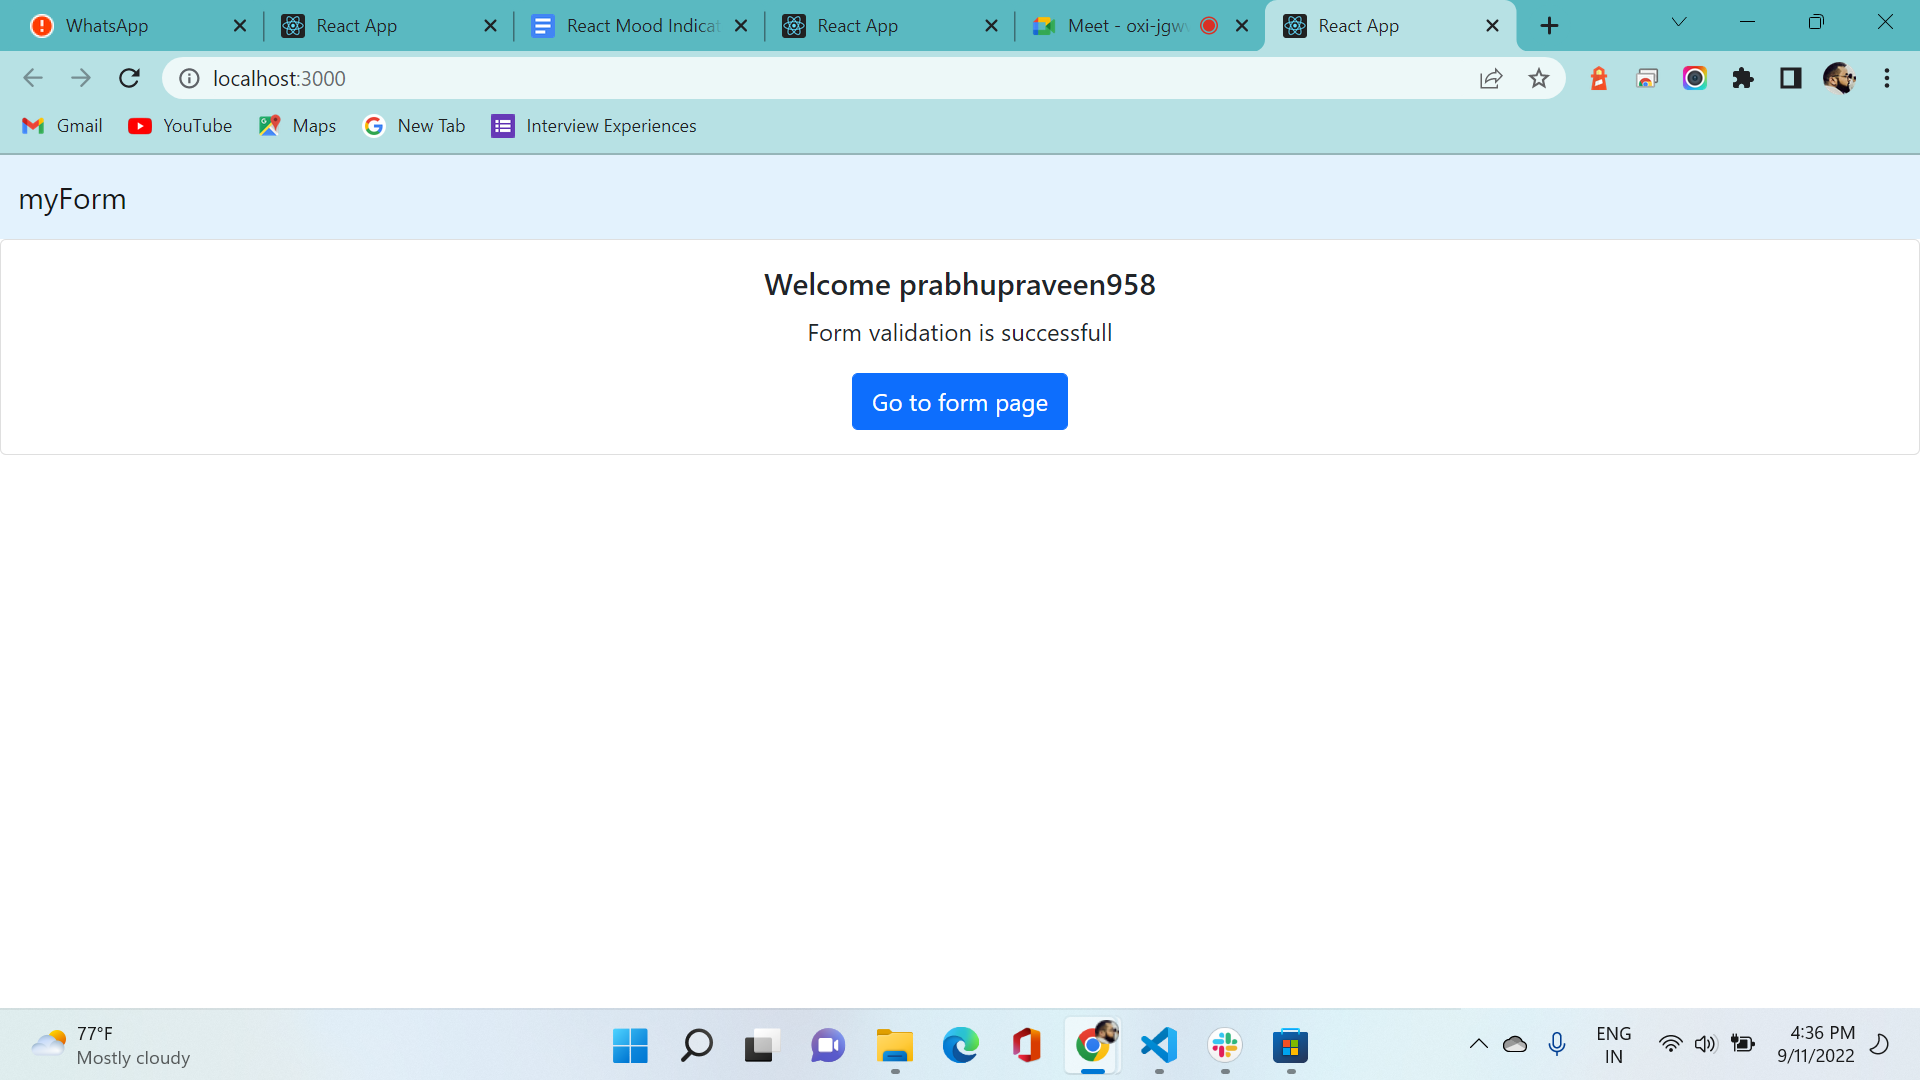 WhatsApp
React App
React Mood Indicat
React App
Meet - oxi-jgw
React App
localhost:3000
Gmail
YouTube
Maps
New Tab
Interview Experiences
myForm
Welcome prabhupraveen958
Form validation is successfull
Go to form page
77°F
Mostly cloudy
ENG
IN
4:36 PM
9/11/2022